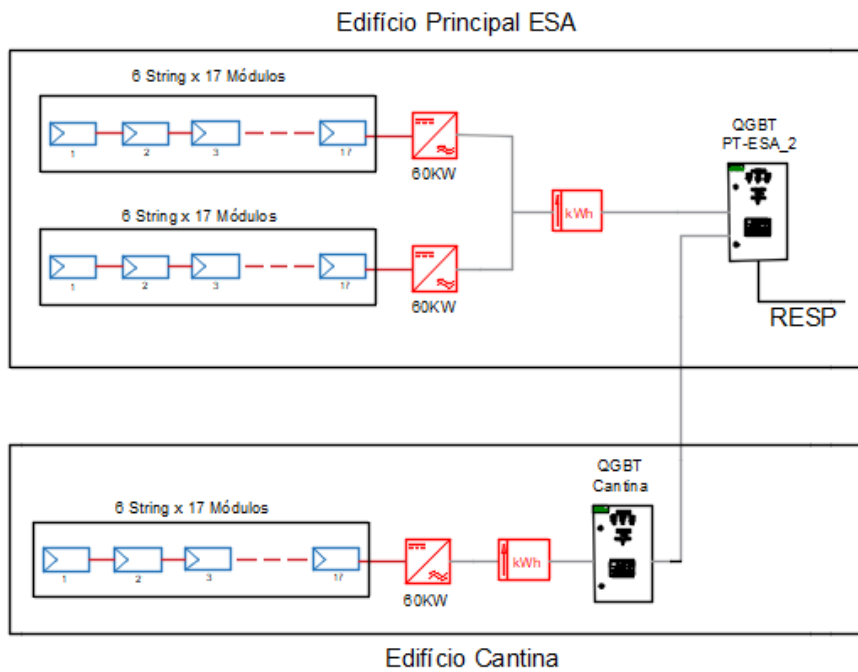 Edifício Principal ESA
6 String x 17 Módulos
1 2 3 17
60KW
kWh
QGBT
PT-ESA_2
6 String x 17 Módulos
1 2 3 17
60KW
RESP
QGBT
Cantina
6 String x 17 Módulos
1 2 3 17
60KW
kWh
Edifício Cantina